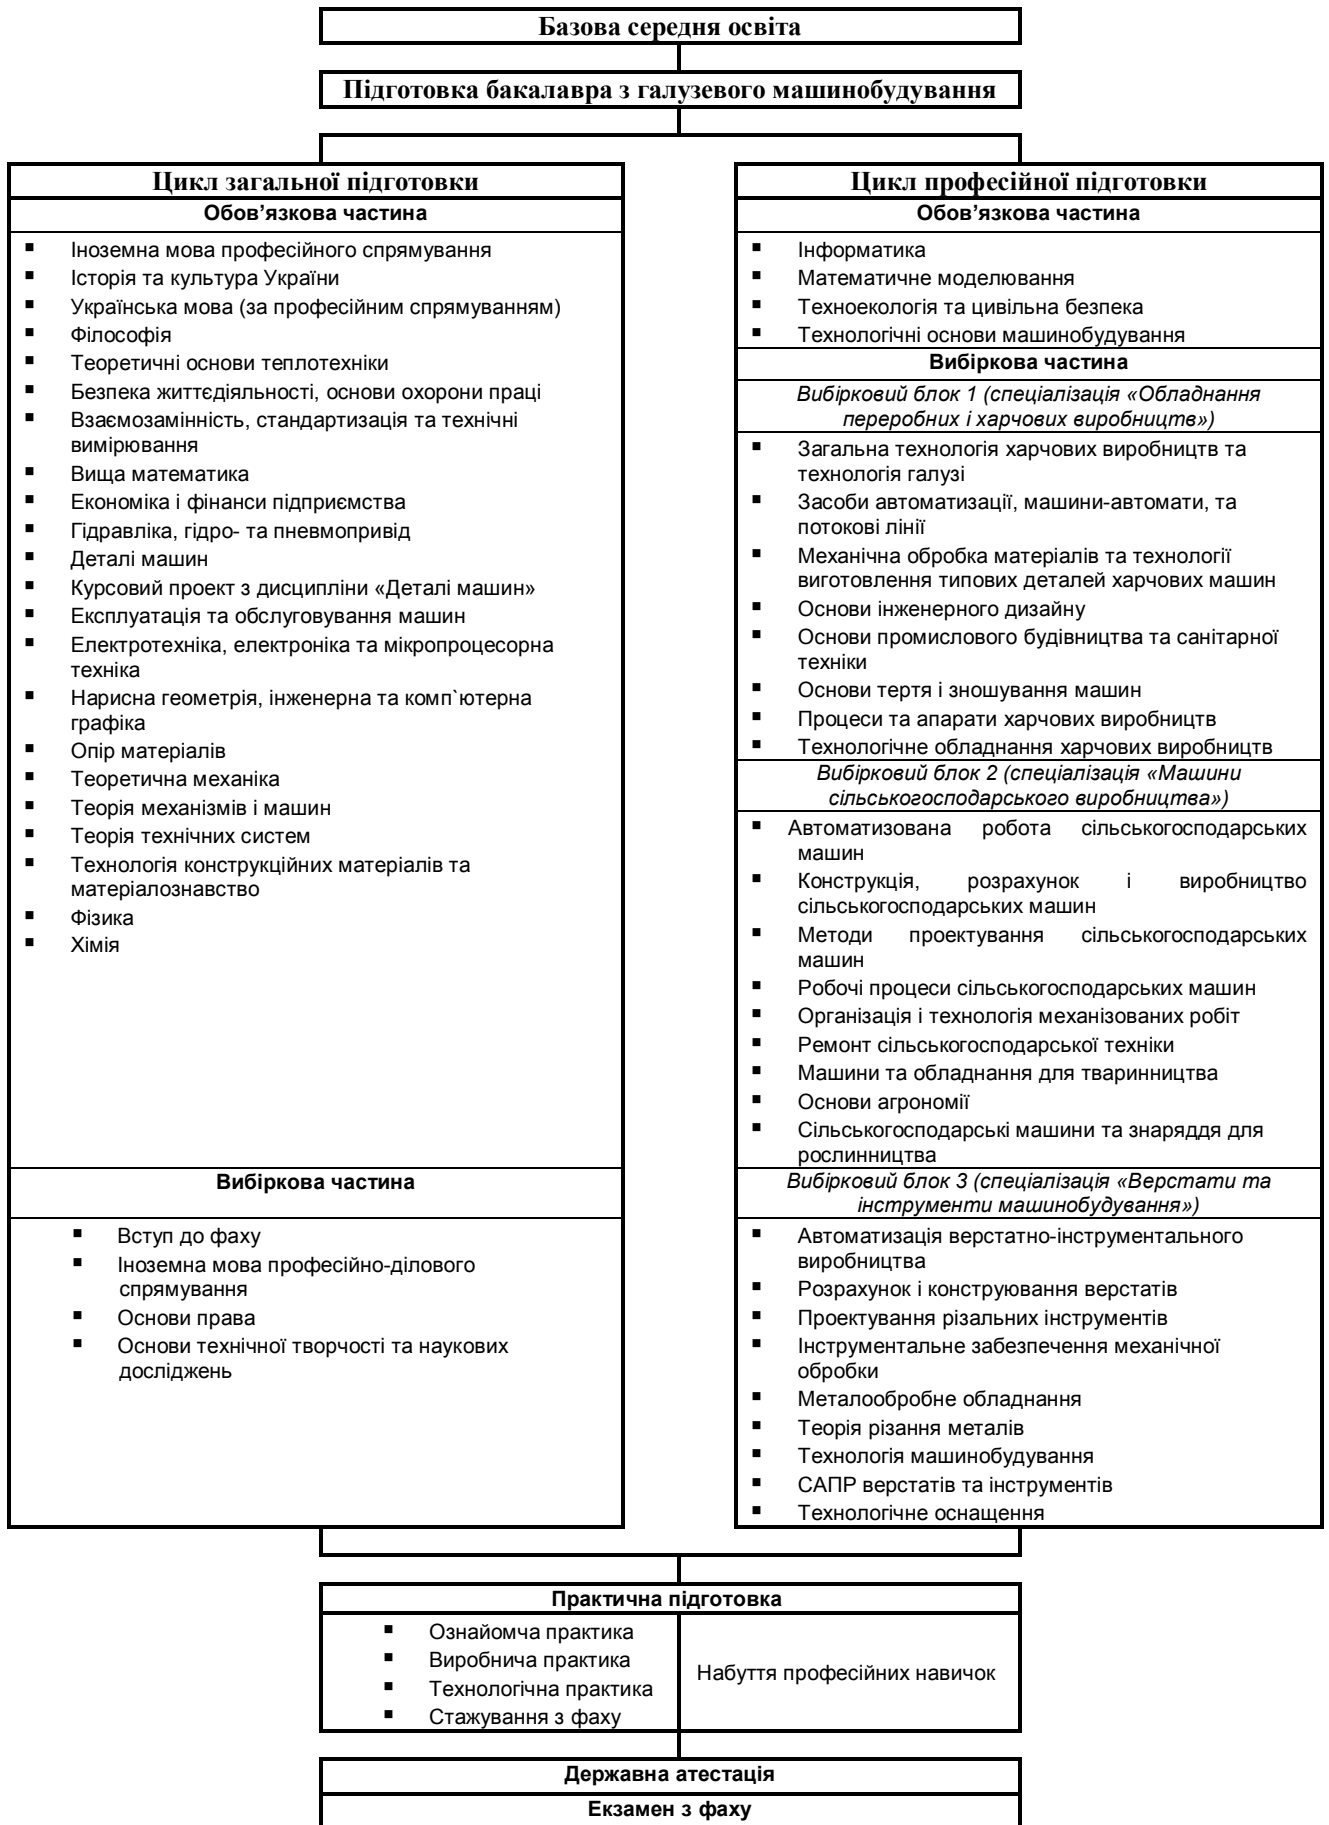 Базова середня освіта
Підготовка бакалавра з галузевого машинобудування
Цикл загальної підготовки
Обов’язкова частина
▪ Іноземна мова професійного спрямування
▪ Історія та культура України
▪ Українська мова (за професійним спрямуванням)
▪ Філософія
▪ Теоретичні основи теплотехніки
▪ Безпека життєдіяльності, основи охорони праці
▪ Взаємозамінність, стандартизація та технічні
вимірювання
▪ Вища математика
▪ Економіка і фінанси підприємства
▪ Гідравліка, гідро- та пневмопривід
▪ Деталі машин
▪ Курсовий проект з дисципліни «Деталі машин»
▪ Експлуатація та обслуговування машин
▪ Електротехніка, електроніка та мікропроцесорна
техніка
▪ Нарисна геометрія, інженерна та комп`ютерна
графіка
▪ Опір матеріалів
▪ Теоретична механіка
▪ Теорія механізмів і машин
▪ Теорія технічних систем
▪ Технологія конструкційних матеріалів та
матеріалознавство
▪ Фізика
▪ Хімія
Вибіркова частина
▪ Вступ до фаху
▪ Іноземна мова професійно-ділового
спрямування
▪ Основи права
▪ Основи технічної творчості та наукових
досліджень
Цикл професійної підготовки
Обов’язкова частина
▪ Інформатика
▪ Математичне моделювання
▪ Техноекологія та цивільна безпека
▪ Технологічні основи машинобудування
Вибіркова частина
Вибірковий блок 1 (спеціалізація «Обладнання
переробних і харчових виробництв»)
▪ Загальна технологія харчових виробництв та
технологія галузі
▪ Засоби автоматизації, машини-автомати, та
потокові лінії
▪ Механічна обробка матеріалів та технології
виготовлення типових деталей харчових машин
▪ Основи інженерного дизайну
▪ Основи промислового будівництва та санітарної
техніки
▪ Основи тертя і зношування машин
▪ Процеси та апарати харчових виробництв
▪ Технологічне обладнання харчових виробництв
Вибірковий блок 2 (спеціалізація «Машини
сільськогосподарського виробництва»)
▪ Автоматизована робота сільськогосподарських
машин
▪ Конструкція, розрахунок і виробництво
сільськогосподарських машин
▪ Методи проектування сільськогосподарських
машин
▪ Робочі процеси сільськогосподарських машин
▪ Організація і технологія механізованих робіт
▪ Ремонт сільськогосподарської техніки
▪ Машини та обладнання для тваринництва
▪ Основи агрономії
▪ Сільськогосподарські машини та знаряддя для
рослинництва
Вибірковий блок 3 (спеціалізація «Верстати та
інструменти машинобудування»)
▪ Автоматизація верстатно-інструментального
виробництва
▪ Розрахунок і конструювання верстатів
▪ Проектування різальних інструментів
▪ Інструментальне забезпечення механічної
обробки
▪ Металообробне обладнання
▪ Теорія різання металів
▪ Технологія машинобудування
▪ САПР верстатів та інструментів
▪ Технологічне оснащення
Практична підготовка
▪ Ознайомча практика
▪ Виробнича практика
▪ Технологічна практика
▪ Стажування з фаху
Набуття професійних навичок
Державна атестація
Екзамен з фаху